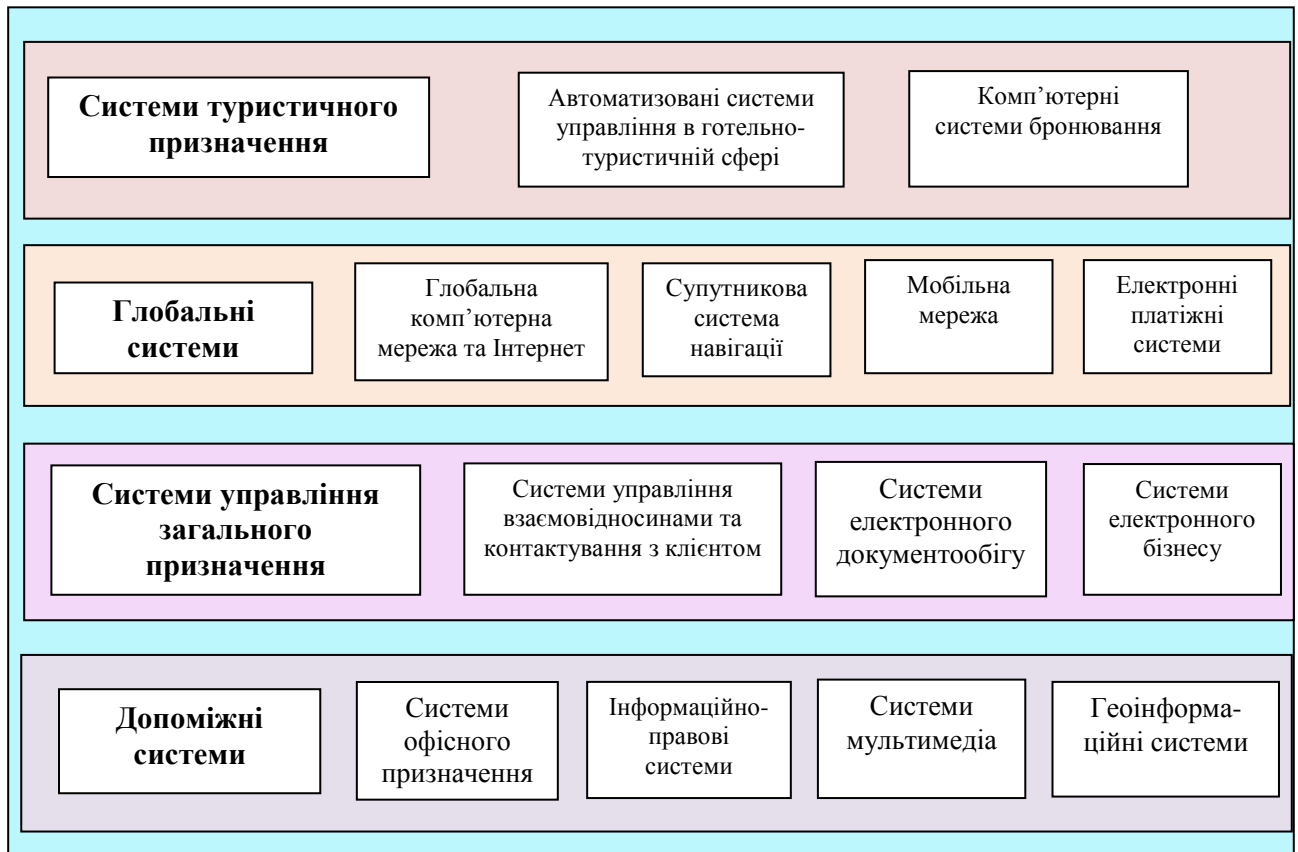 Системи туристичного
призначення
Автоматизовані системи
управління в готельно-
туристичній сфері
Комп’ютерні
системи бронювання
Глобальні
системи
Глобальна
комп’ютерна
мережа та Інтернет
Супутникова
система
навігації
Мобільна
мережа
Електронні
платіжні
системи
Системи управління
загального
призначення
Системи управління
взаємовідносинами та
контактування з клієнтом
Системи
електронного
документообігу
Системи
електронного
бізнесу
Допоміжні
системи
Системи
офісного
призначення
Інформаційно-
правові
системи
Системи
мультимедіа
Геоінформа-
ційні системи